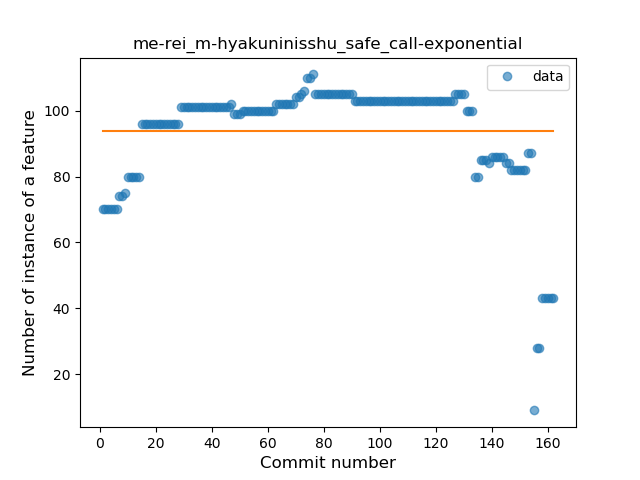 me-rei_m-hyakuninisshu_safe_call-exponential
data
Number of instance of a feature
100
80
60
40
20
0 20 40 60 80 100 120 140 160
Commit number